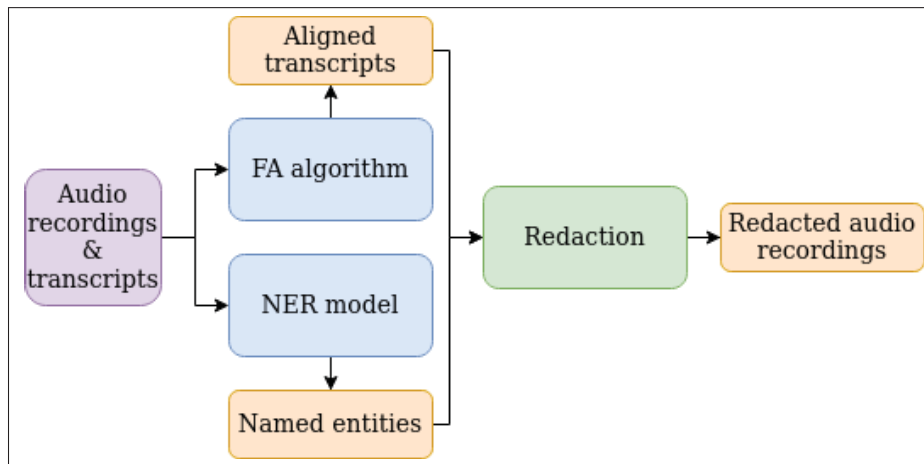 Aligned
transcripts
FA algorithm
Audio
recordings
&
transcripts
NER model
Named entities
Redaction
Redacted audio
recordings